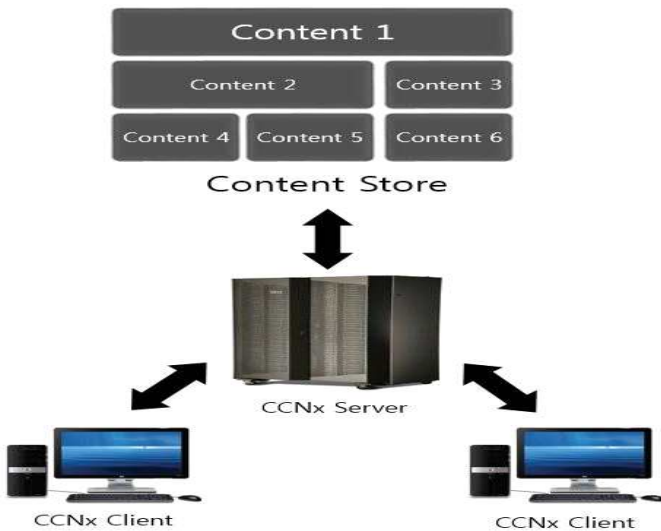 Content 1
Content 2 Content 3
Content 4 Content 5 Content 6
Content Store
CCNx Server
CCNx Client CCNx Client